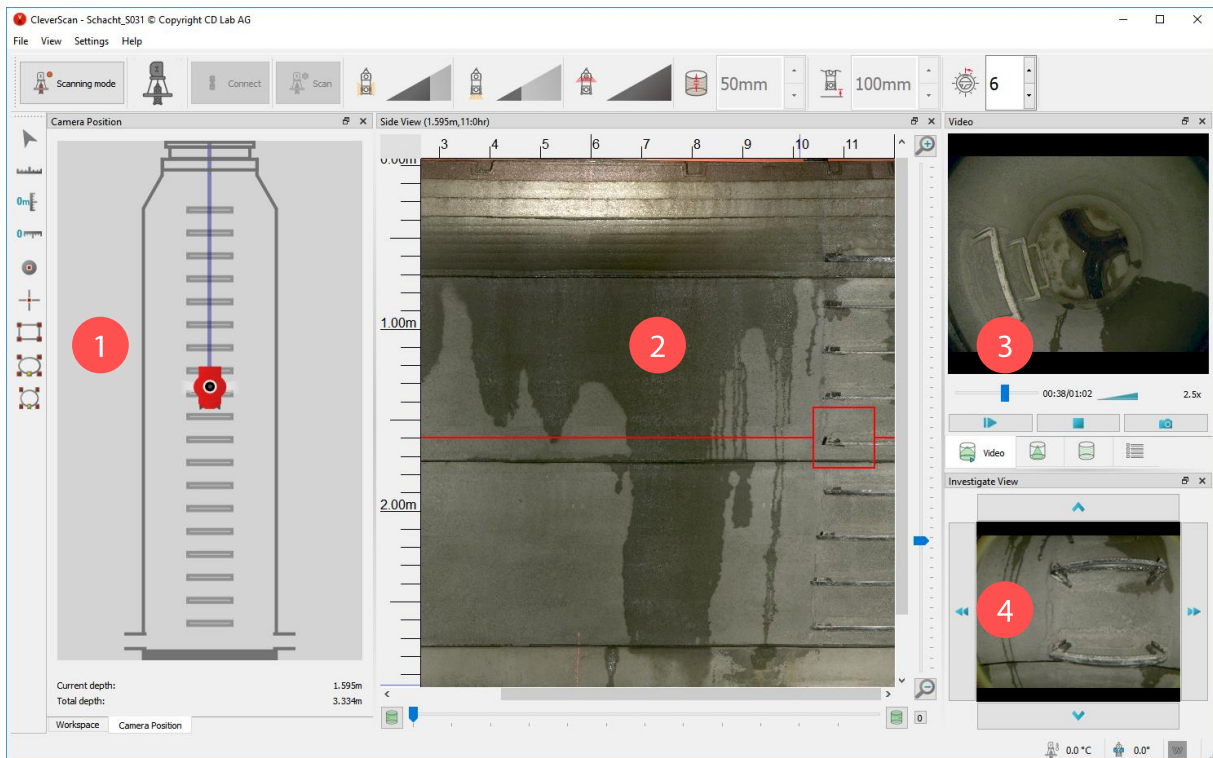 CleverScan - Schacht_S031 © Copyright CD Lab AG
File View Settings Help
Scanning mode
Connect
Scan
50mm
100mm
6
Camera Position
Side View (1.595m,11:0hr)
Video
3 4 5 6 7 8 9 10 11
0.00m
0m
0
1.00m
1
2
3
00:38/01:02
2.5x
Video
Investigate View
2.00m
4
Current depth: 1.595m
Total depth: 3.334m
Workspace Camera Position
0
0.0 °C 0.0°